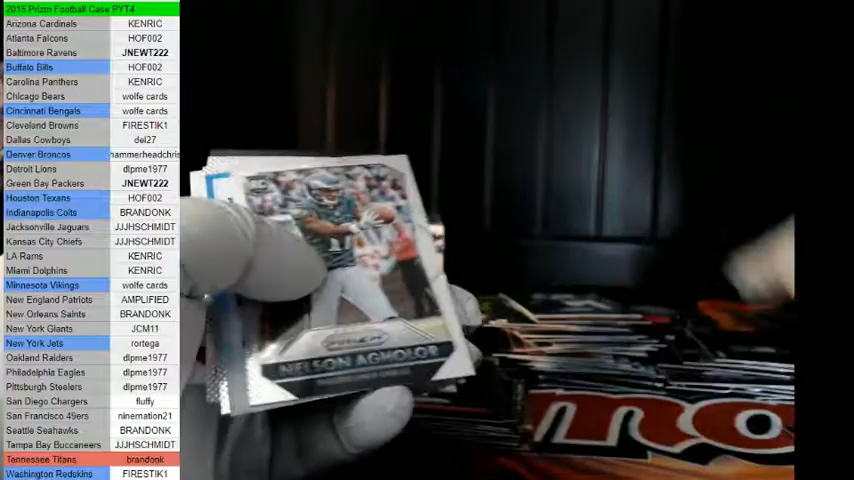 2015 Prizm Football Case PYT4
Arizona Cardinals KENRIC
Atlanta Falcons HOF002
Baltimore Ravens JNEWT222
Buffalo Bills HOF002
Carolina Panthers KENRIC
Chicago Bears wolfe cards
Cincinnati Bengals wolfe cards
Cleveland Browns FIRESTIK1
Dallas Cowboys del27
Denver Broncos hammerheadchris
Detroit Lions dlpme1977
Green Bay Packers JNEWT222
Houston Texans HOF002
Indianapolis Colts BRANDONK
Jacksonville Jaguars JJJHSCHMIDT
Kansas City Chiefs JJJHSCHMIDT
LA Rams KENRIC
Miami Dolphins KENRIC
Minnesota Vikings wolfe cards
New England Patriots AMPLIFIED
New Orleans Saints BRANDONK
New York Giants JCM11
New York Jets rortega
Oakland Raiders dlpme1977
Philadelphia Eagles dlpme1977
Pittsburgh Steelers dlpme1977
San Diego Chargers fluffy
San Francisco 49ers ninemation21
Seattle Seahawks BRANDONK
Tampa Bay Buccaneers JJJHSCHMIDT
Tennessee Titans brandonk
Washington Redskins FIRESTIK1
PRIZM
NELSON AGHOLOR
no